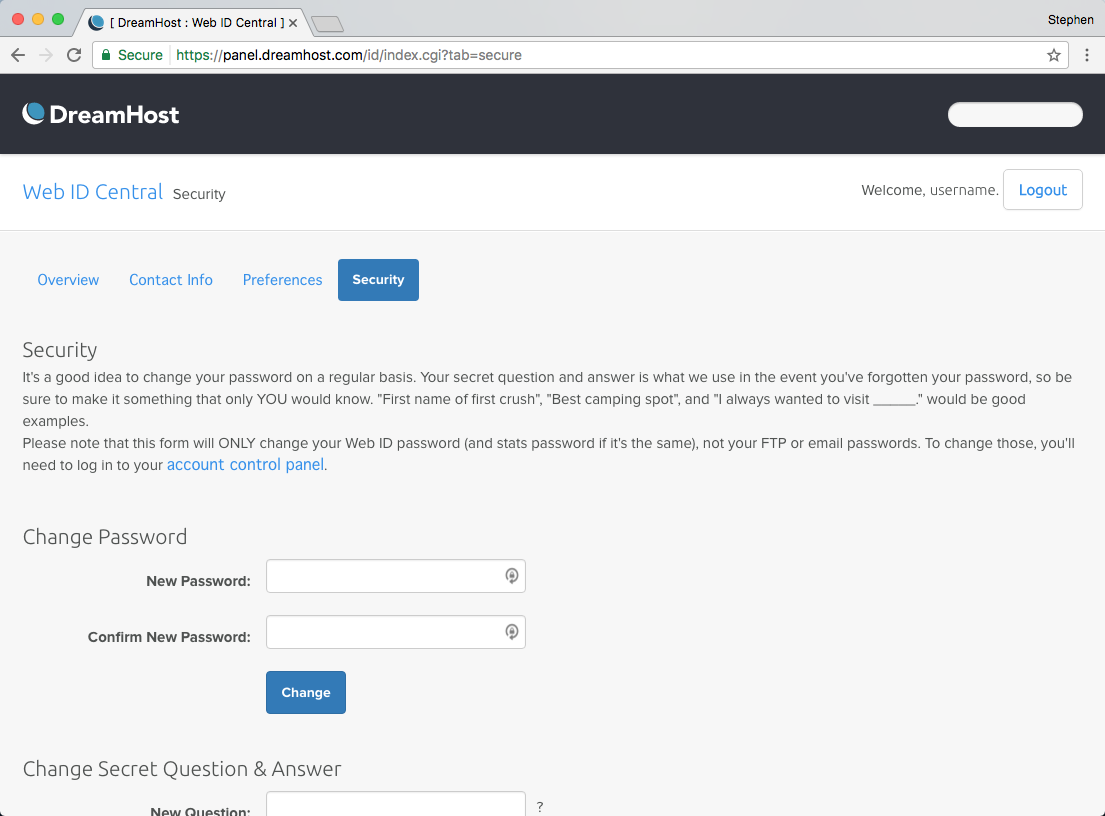 [ DreamHost : Web ID Central ]
Stephen
Secure
https://panel.dreamhost.com/id/index.cgi?tab=secure
DreamHost
Web ID Central Security
Welcome, username. Logout
Overview Contact Info Preferences Security
Security
It's a good idea to change your password on a regular basis. Your secret question and answer is what we use in the event you've forgotten your password, so be
sure to make it something that only YOU would know. "First name of first crush", "Best camping spot", and "I always wanted to visit ______." would be good
examples.
Please note that this form will ONLY change your Web ID password (and stats password if it's the same), not your FTP or email passwords. To change those, you'll
need to log in to your account control panel.
Change Password
New Password:
Confirm New Password:
Change
Change Secret Question & Answer
New Question: ?